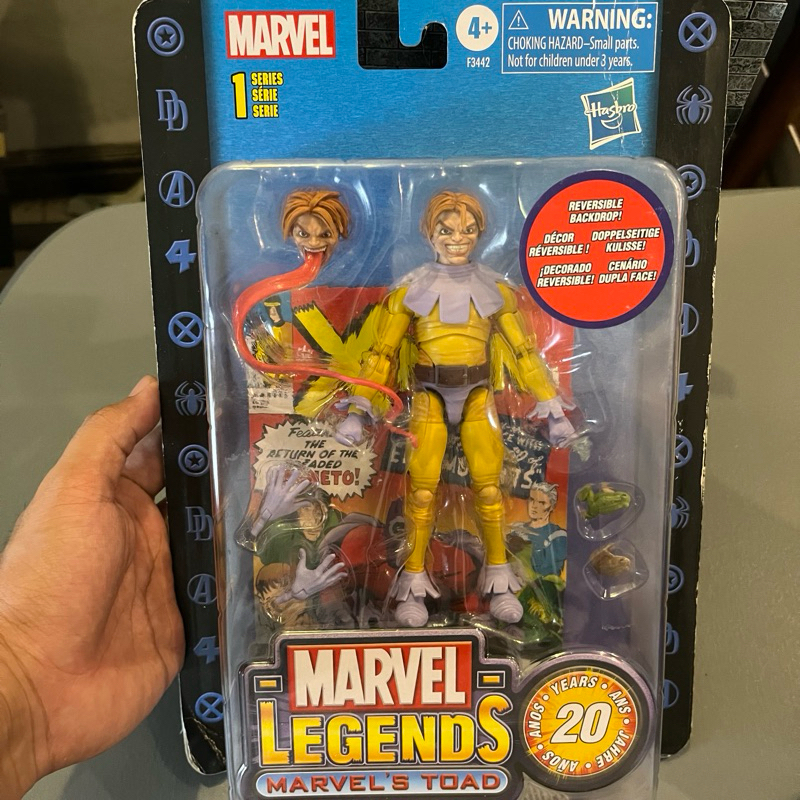 MARVEL
1 SERIES
SÉRIE
SERIE
4+
F3442
WARNING:
CHOKING HAZARD–Small parts.
Not for children under 3 years.
Hasbro
REVERSIBLE
BACKDROP!
DÉCOR
RÉVERSIBLE !
DOPPELSEITIGE
KULISSE!
¡DECORADO
REVERSIBLE!
CENÁRIO
DUPLA FACE!
X
THE
RETURN OF THE
MARVEL
LEGENDS
MARVEL'S TOAD
20
YEARS • ANS • JAHRE • AÑOS • ANOS